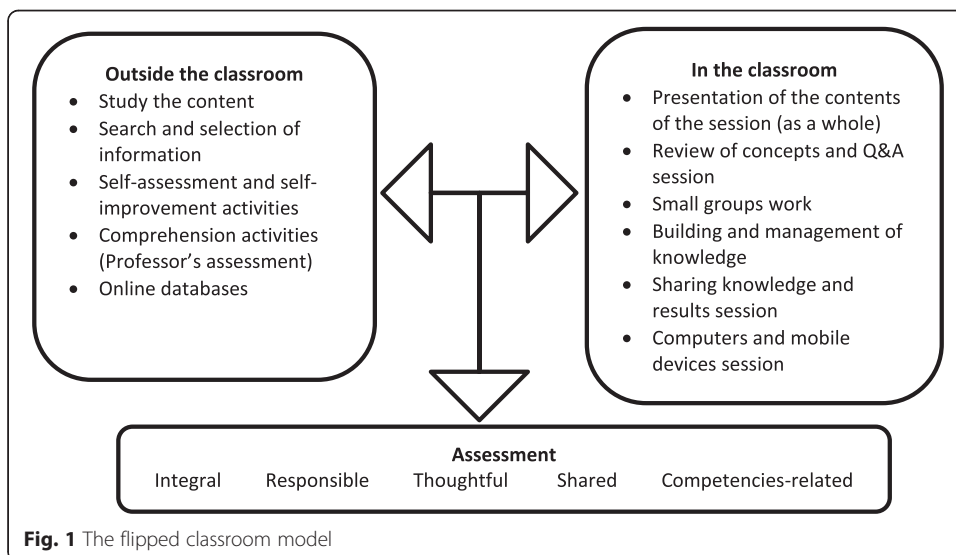 Outside the classroom
• Study the content
• Search and selection of
information
• Self-assessment and self-
improvement activities
• Comprehension activities
(Professor’s assessment)
• Online databases
In the classroom
• Presentation of the contents
of the session (as a whole)
• Review of concepts and Q&A
session
• Small groups work
• Building and management of
knowledge
• Sharing knowledge and
results session
• Computers and mobile
devices session
Assessment
Integral Responsible Thoughtful Shared Competencies-related
Fig. 1 The flipped classroom model